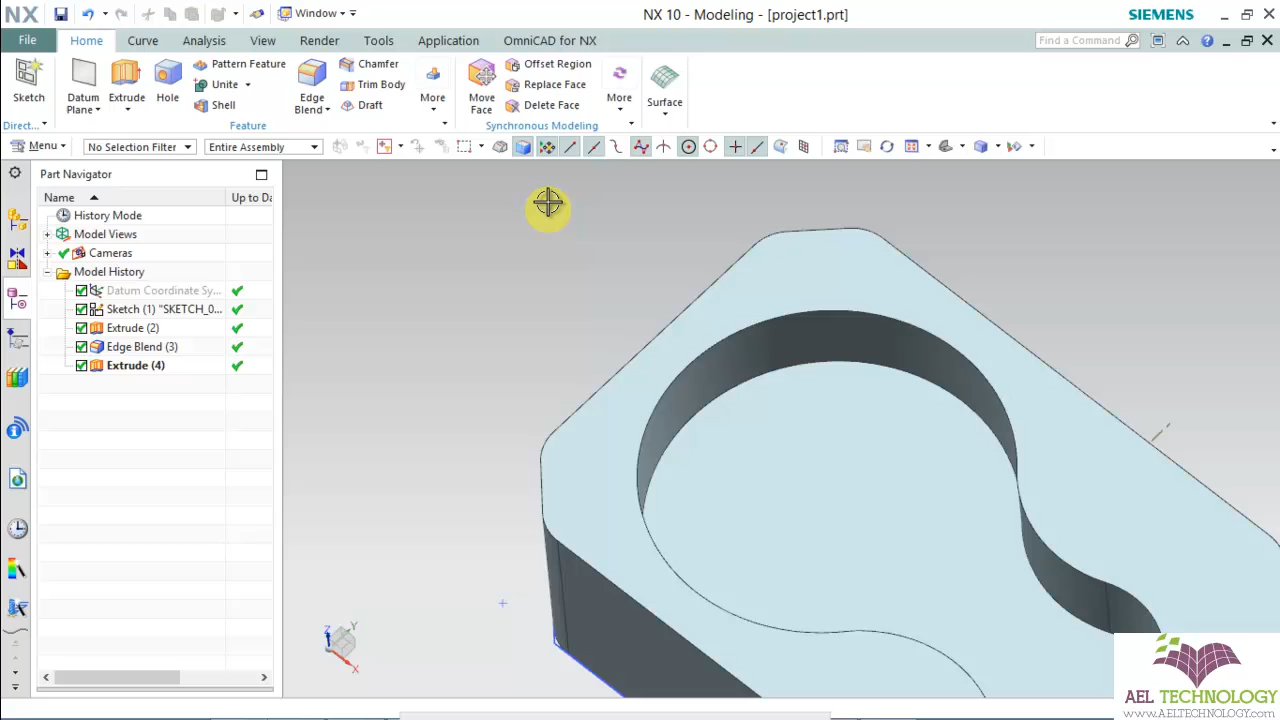 NX Window NX 10 - Modeling - [project1.prt] SIEMENS
File Home Curve Analysis View Render Tools Application OmniCAD for NX Find a Command
Sketch Datum Plane Extrude Hole Pattern Feature Unite Shell Edge Blend Chamfer Trim Body Draft More Move Face Offset Region Replace Face Delete Face More Surface
Direct... Feature Synchronous Modeling
Menu No Selection Filter Entire Assembly
Part Navigator
Name Up to Da
History Mode
Model Views
Cameras
Model History
Datum Coordinate Sy...
Sketch (1) "SKETCH_0...
Extrude (2)
Edge Blend (3)
Extrude (4)
Z Y
X
AEL TECHNOLOGY
www.AELTECHNOLOGY.com